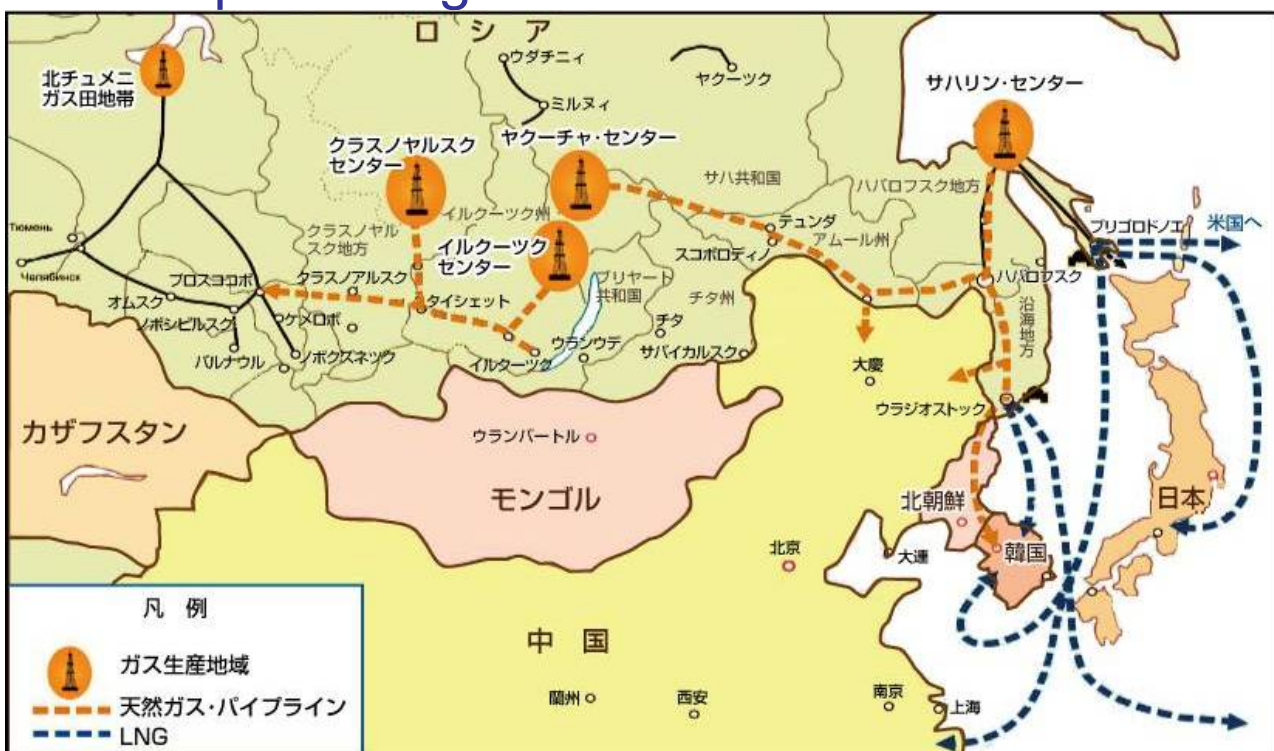 ロシア
北チュメニ
ガス田地帯
ウダチニィ
ヤクーツク
ミルヌィ
サハリン・センター
クラスノヤルスク
センター
ヤクーチャ・センター
サハ共和国
ハバロフスク地方
イルクーツク州
クラスノヤル
スク地方
イルクーツク
センター
テュンダ
アムール州
スコボロディノ
プリゴロドノエ
米国へ
Тюмень
Челябинск
プロスココボ
クラスノアルスク
タイシェット
ブリヤート
共和国
チタ州
ハバロフスク
沿海地方
オムスク
ノボシビルスク
ケメロボ
バルナウル
ノボクズネック
イルターツク
ウランウデ
チタ
サバイカルスク
大慶
ウラジオストック
カザフスタン
ウランバートル
モンゴル
北朝鮮
日本
韓国
北京
大連
中国
蘭州
西安
南京
上海
凡 例
ガス生産地域
天然ガス・パイプライン
LNG